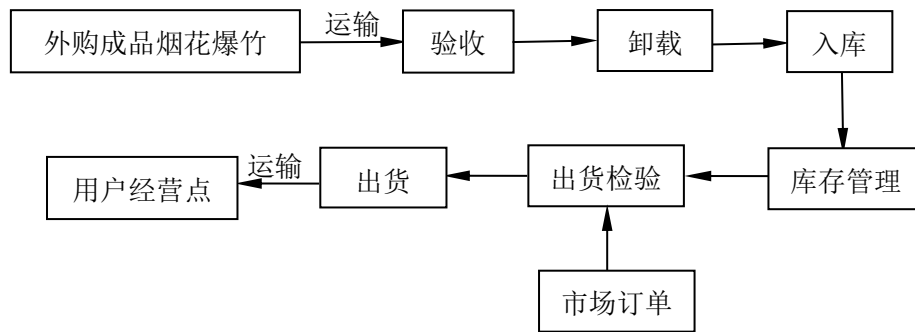 外购成品烟花爆竹
运输
验收
卸载
入库
用户经营点
运输
出货
出货检验
库存管理
市场订单